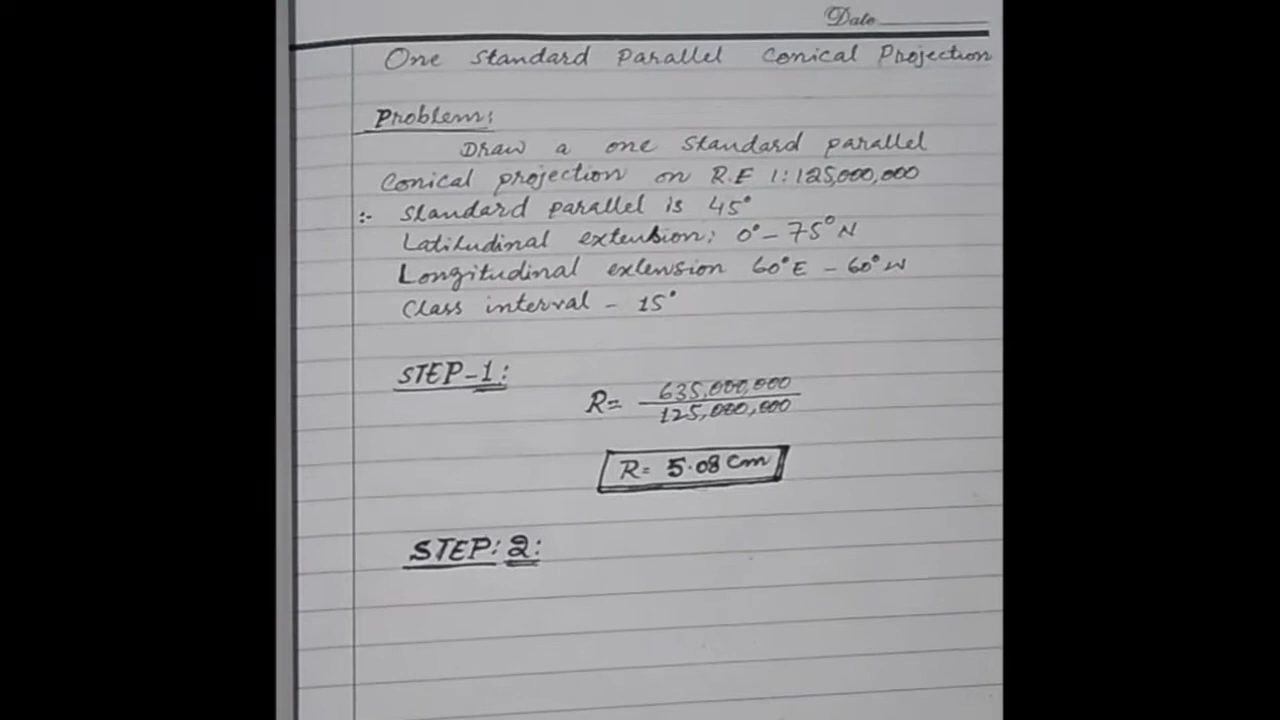 Date
One Standard Parallel Conical Projection
Problem:
Draw a one standard parallel
Conical projection on R.E 1:125,000,000
:- Standard parallel is 45°
Latitudinal extension: 0° - 75° N
Longitudinal extension 60°E - 60°W
Class interval - 15°
STEP-1:
R= 635,000,000
125,000,000
R= 5.08 Cm
STEP: 2: